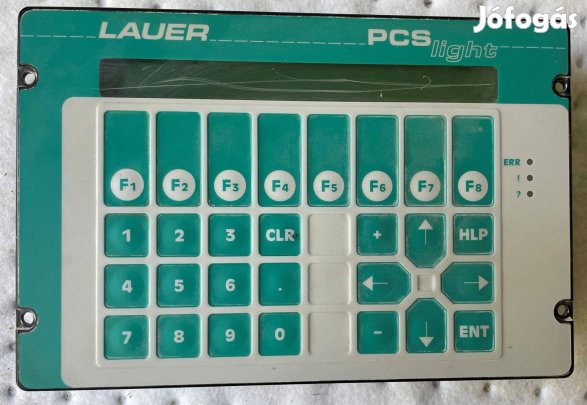 Jófogás
LAUER PCS light
F1 F2 F3 F4 F5 F6 F7 F8
ERR
!
?
1 2 3 CLR + ↑ HLP
4 5 6 . ← →
7 8 9 0 - ↓ ENT